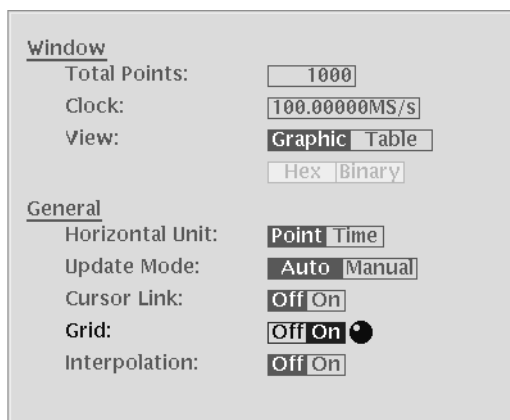 Window
Total Points: 1000
Clock: 100.00000MS/s
View: Graphic Table
Hex Binary
General
Horizontal Unit: Point Time
Update Mode: Auto Manual
Cursor Link: Off On
Grid: Off On
Interpolation: Off On